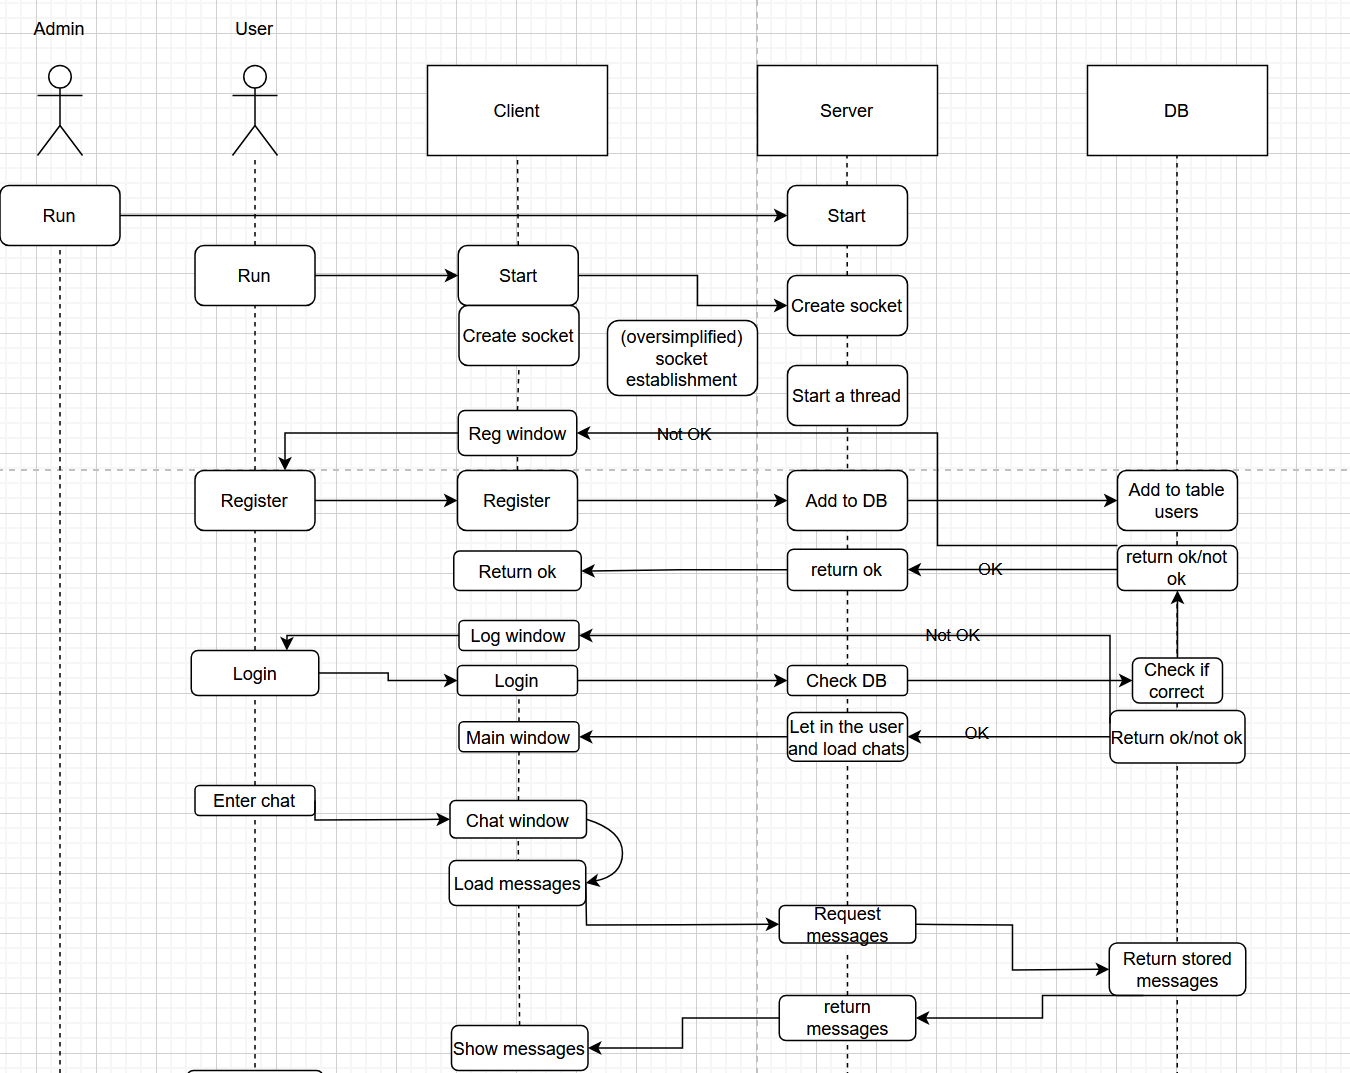 Admin
User
Client
Server
DB
Run
Start
Run
Start
Create socket
Create socket
(oversimplified)
socket
establishment
Start a thread
Reg window
Not OK
Register
Register
Add to DB
Add to table
users
Return ok
return ok
OK
return ok/not
ok
Log window
Not OK
Login
Login
Check DB
Check if
correct
Main window
Let in the user
and load chats
OK
Return ok/not ok
Enter chat
Chat window
Load messages
Request
messages
Return stored
messages
return
messages
Show messages